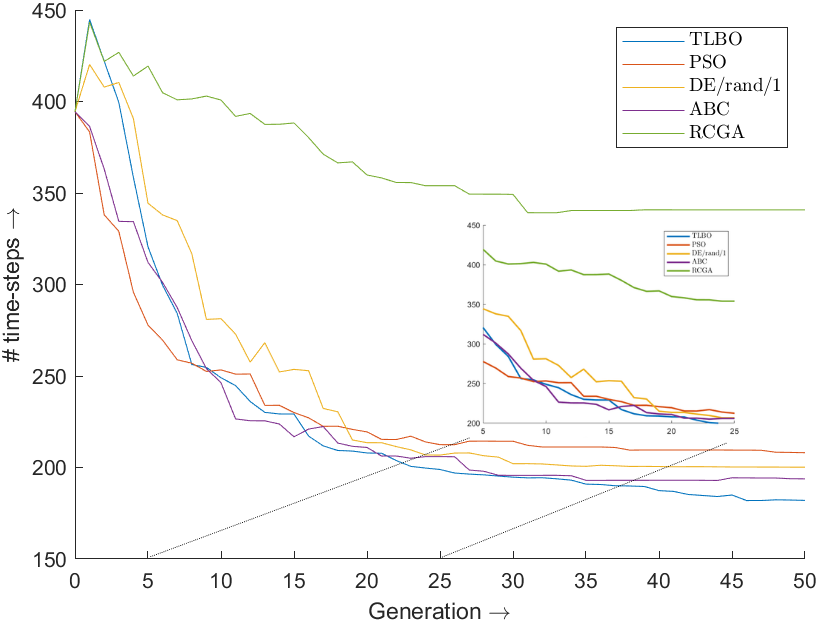 450
400
350
300
250
200
150
# time-steps →
0
5
10
15
20
25
30
35
40
45
50
Generation →
TLBO
PSO
DE/rand/1
ABC
RCGA
450
400
350
300
250
200
5
10
15
20
25
TLBO
PSO
DE/rand/1
ABC
RCGA